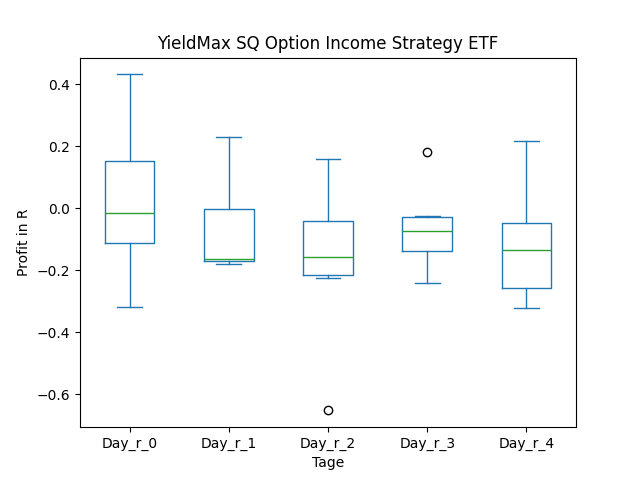 YieldMax SQ Option Income Strategy ETF
0.4
0.2
0.0
−0.2
−0.4
−0.6
Profit in R
Day_r_0 Day_r_1 Day_r_2 Day_r_3 Day_r_4
Tage